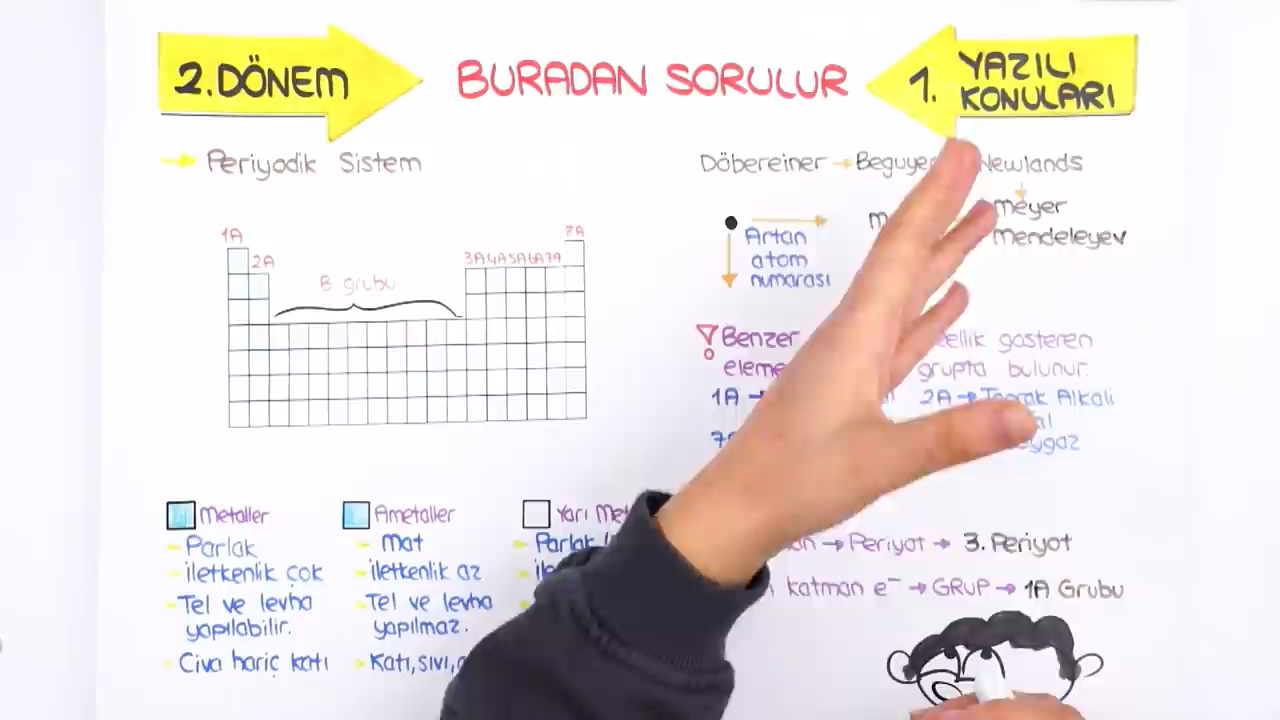 2.DÖNEM
BURADAN SORULUR
1. YAZILI
KONULARI
Periyodik Sistem
1A
2A
B grubu
3A 4A 5A 6A 7A
2A
Döbereiner → Beguyer
Newlands
Meyer
Mendeleyev
Artan
atom
numarası
Benzer
gösteren
grupta bulunur.
1A →
2A → Toprak Alkali
Metaller
- Parlak
- iletkenlik çok
- Tel ve levha
yapılabilir.
- Civa hariç katı
Ametaller
- Mat
- iletkenlik az
- Tel ve levha
yapılmaz.
- Katı, sıvı,
Yarı
- Parlak
→ Periyot → 3. Periyot
katman e⁻ → GRUP → 1A Grubu